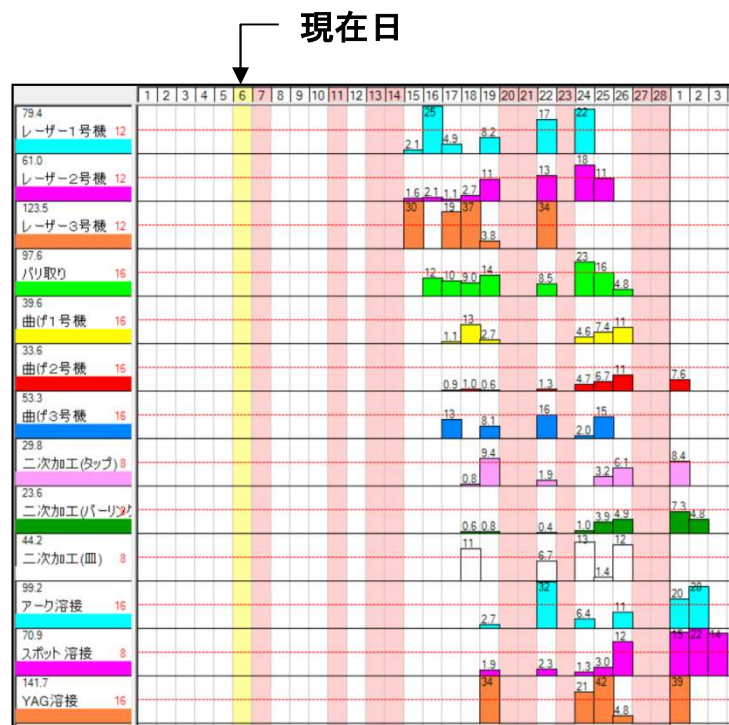 現在日
1 2 3 4 5 6 7 8 9 10 11 12 13 14 15 16 17 18 19 20 21 22 23 24 25 26 27 28 1 2 3
79.4 25 17 22
レーザー1号機 12 2.1 4.9 8.2
61.0 11 13 18 11
レーザー2号機 12 1.6 2.1 1.1 2.7
123.5 30 19 37 34
レーザー3号機 12 3.8
97.6 12 10 9.0 14 8.5 23 16
バリ取り 16 4.8
39.6 13 7.4 11
曲げ1号機 16 1.1 2.7 4.6
33.6 11
曲げ2号機 16 0.9 1.0 0.6 1.3 4.7 6.7 7.6
53.3 13 16 15
曲げ3号機 16 8.1 2.0
29.8 9.4 6.1 8.4
二次加工(タップ) 8 0.8 1.9 3.2
23.6 3.9 4.9 7.3 4.8
二次加工(バーリング 0.6 0.8 0.4 1.0
44.2 11 13 12
二次加工(皿) 8 6.7 1.4
99.2 32 20
アーク溶接 16 2.7 6.4 11
70.9 12 22 14
スポット溶接 8 1.9 2.3 1.3 3.0
141.7 34 21 42 39
YAG溶接 16 4.8